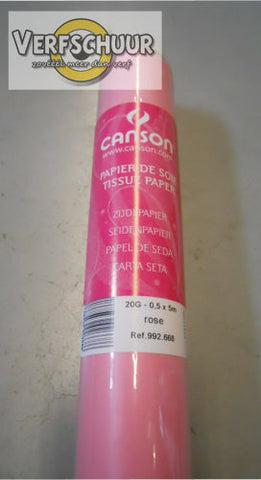 VERFSCHUUR
zoveel meer dan verf
CANSON
www.canson.com
PAPIER DE SOIE
TISSUE PAPER
ZIJDEPAPIER
SEIDENPAPIER
PAPEL DE SEDA
CARTA SETA
20G - 0,5 x 5m
rose
Ref.992.668